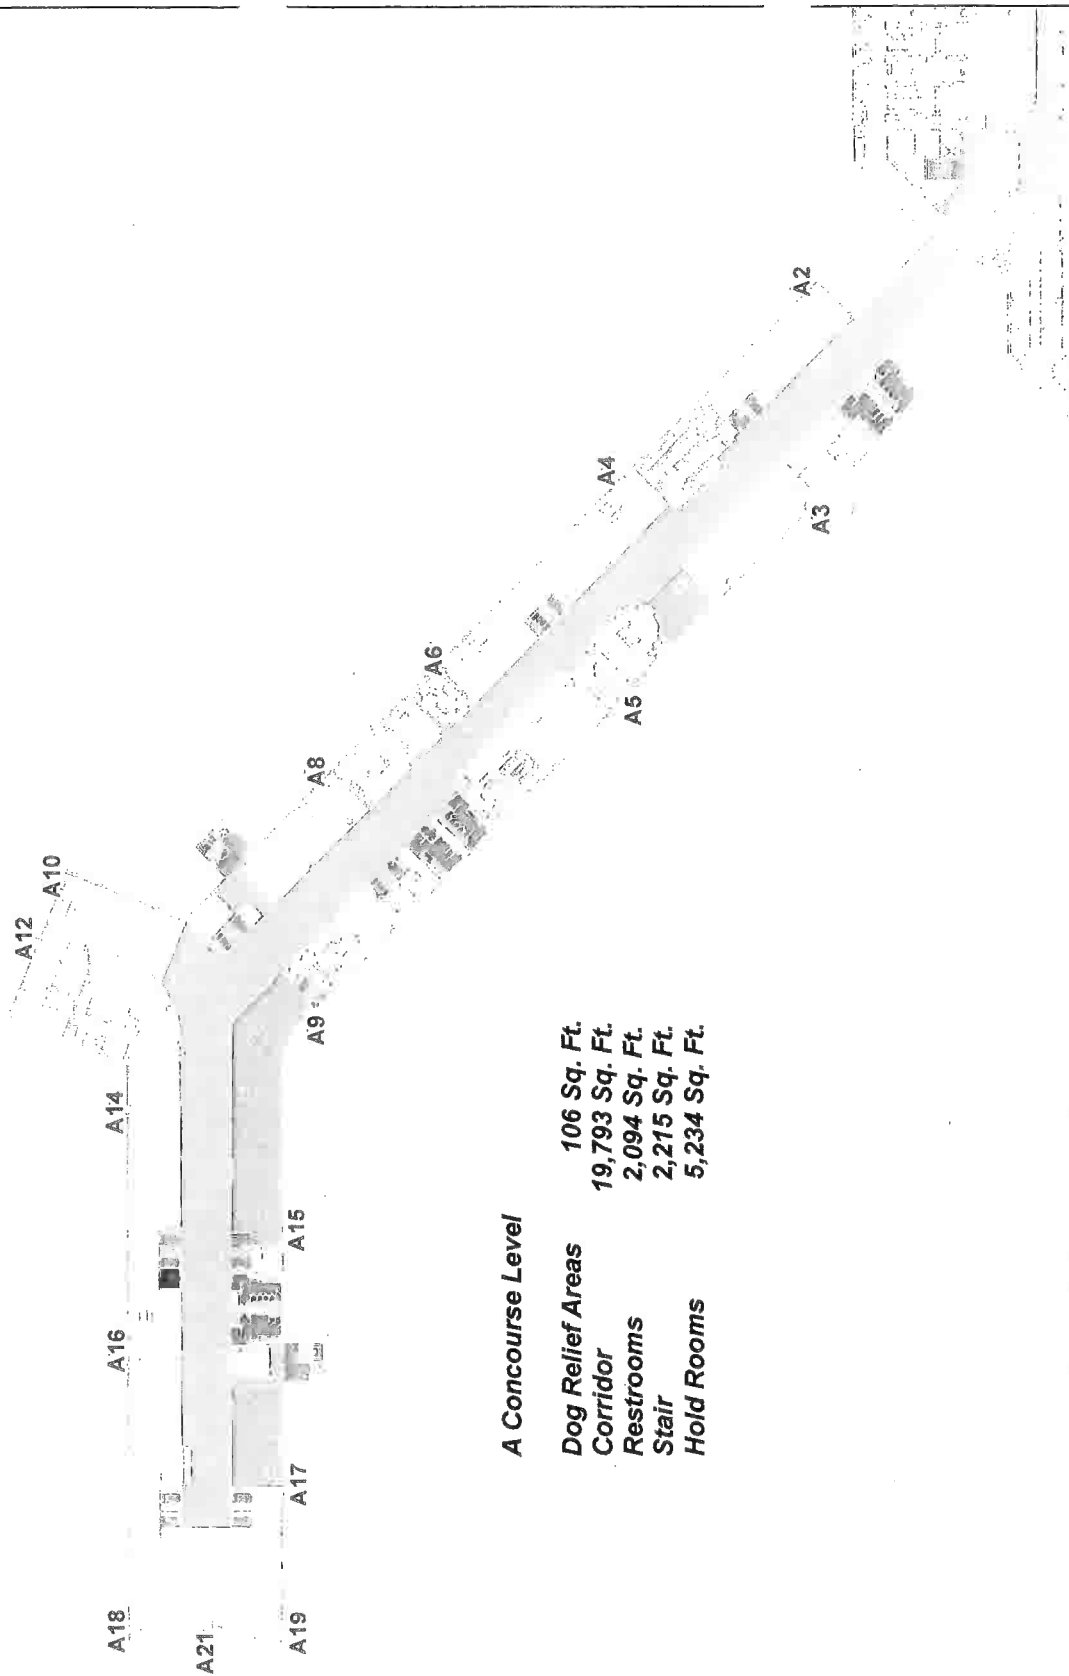 A2
A4
A3
A6
A5
A8
A10
A12
A9
A14
A15
A16
A17
A18
A19
A21
A Concourse Level
Dog Relief Areas 106 Sq. Ft.
Corridor 19,793 Sq. Ft.
Restrooms 2,094 Sq. Ft.
Stair 2,215 Sq. Ft.
Hold Rooms 5,234 Sq. Ft.